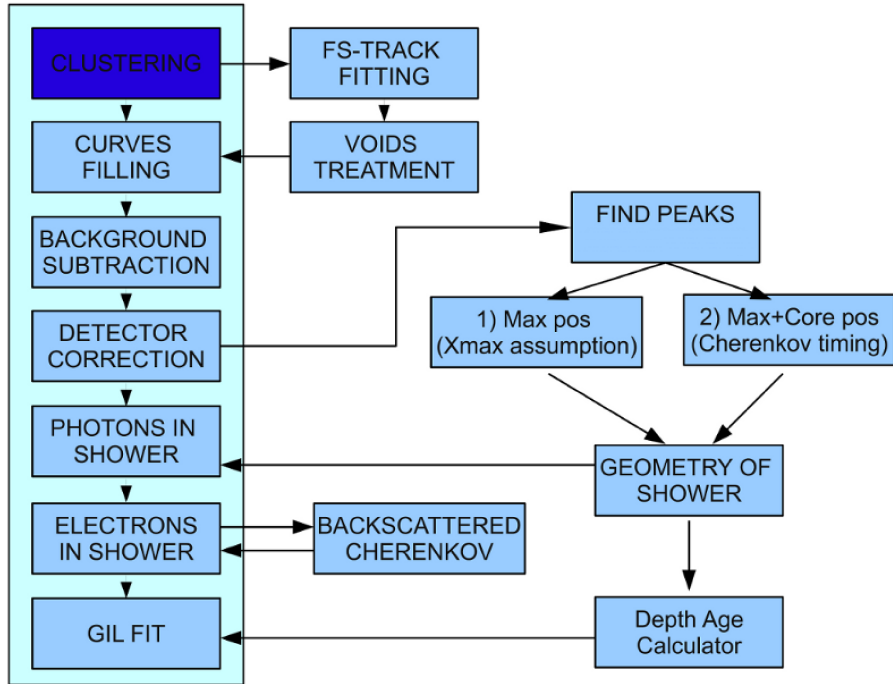 CLUSTERING
FS-TRACK
FITTING
CURVES
FILLING
VOIDS
TREATMENT
BACKGROUND
SUBTRACTION
FIND PEAKS
DETECTOR
CORRECTION
1) Max pos
(Xmax assumption)
2) Max+Core pos
(Cherenkov timing)
PHOTONS IN
SHOWER
GEOMETRY OF
SHOWER
ELECTRONS
IN SHOWER
BACKSCATTERED
CHERENKOV
GIL FIT
Depth Age
Calculator